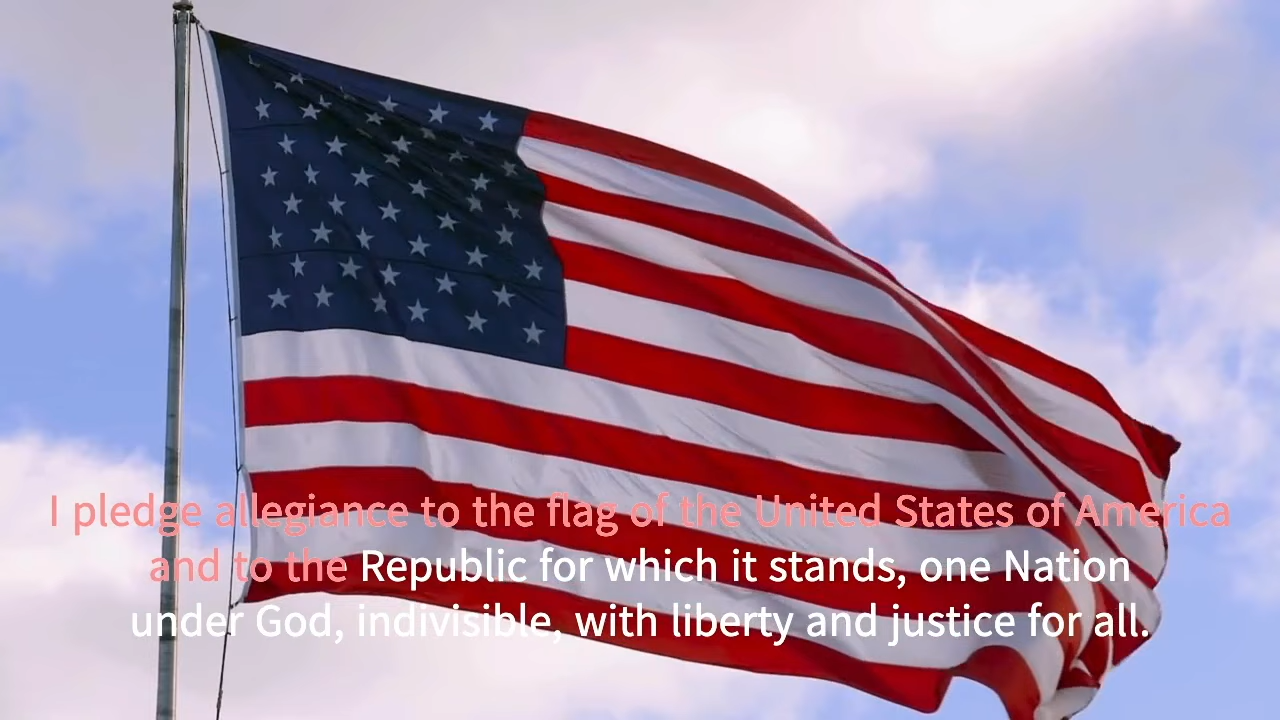 I pledge allegiance to the flag of the United States of America
and to the Republic for which it stands, one Nation
under God, indivisible, with liberty and justice for all.